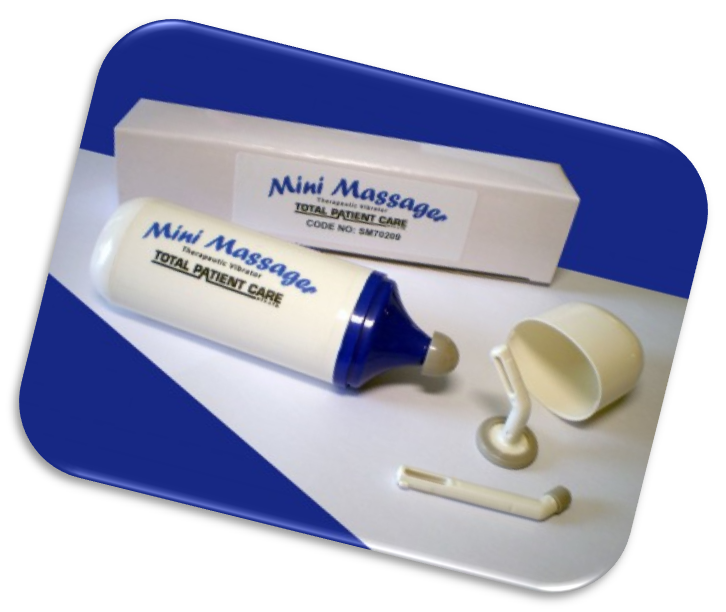 Mini Massager
Therapeutic Vibrator
TOTAL PATIENT CARE
CODE NO: SM70209
Mini Massager
Therapeutic Vibrator
TOTAL PATIENT CARE